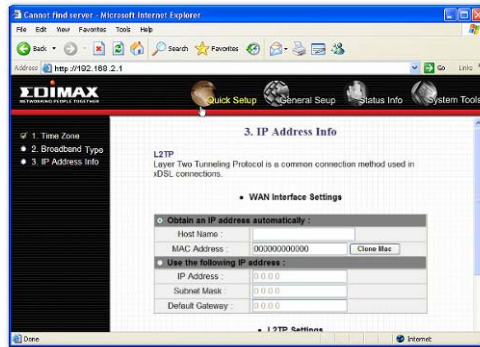 Cannot find server - Microsoft Internet Explorer
File Edit View Favorites Tools Help
Back Search Favorites
Address http://192.168.2.1 Go Links
EDIMAX
NETWORKING PEOPLE TOGETHER
Quick Setup General Seup Status Info System Tools
1. Time Zone
2. Broadband Type
3. IP Address Info
3. IP Address Info
L2TP
Layer Two Tunneling Protocol is a common connection method used in
xDSL connections.
WAN Interface Settings
Obtain an IP address automatically :
Host Name :
MAC Address : 000000000000 Clone Mac
Use the following IP address :
IP Address : 0.0.0.0
Subnet Mask : 0.0.0.0
Default Gateway : 0.0.0.0
L2TP Settings
Done Internet